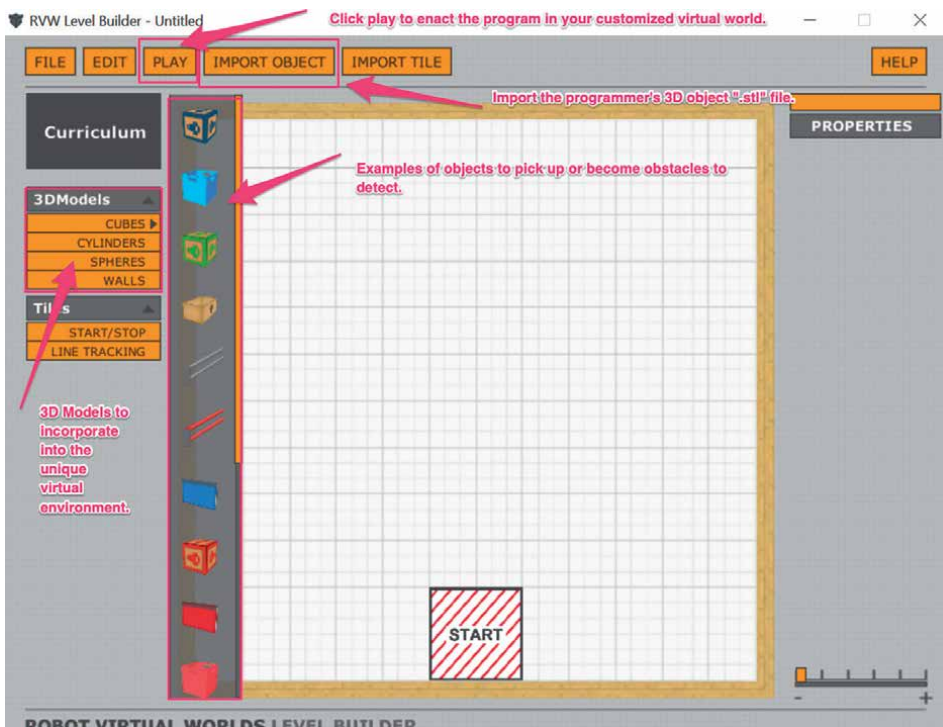 RVW Level Builder - Untitled
Click play to enact the program in your customized virtual world.
FILE EDIT PLAY IMPORT OBJECT IMPORT TILE HELP
Import the programmer's 3D object ".stl" file.
Curriculum
PROPERTIES
Examples of objects to pick up or become obstacles to
detect.
3DModels
CUBES
CYLINDERS
SPHERES
WALLS
Tiles
START/STOP
LINE TRACKING
3D Models to
incorporate
into the
unique
virtual
environment.
START
- +
ROBOT VIRTUAL WORLDS LEVEL BUILDER